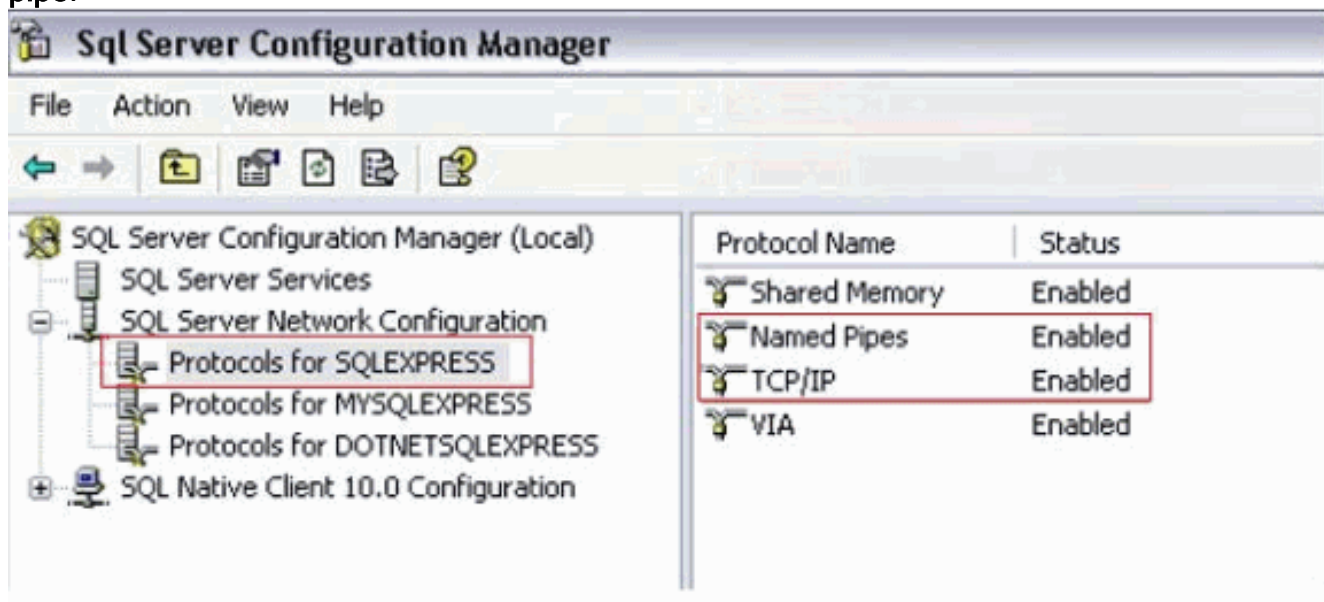 Sql Server Configuration Manager
File Action View Help
SQL Server Configuration Manager (Local)
SQL Server Services
SQL Server Network Configuration
Protocols for SQLEXPRESS
Protocols for MYSQLEXPRESS
Protocols for DOTNETSQLEXPRESS
SQL Native Client 10.0 Configuration
Protocol Name Status
Shared Memory Enabled
Named Pipes Enabled
TCP/IP Enabled
VIA Enabled